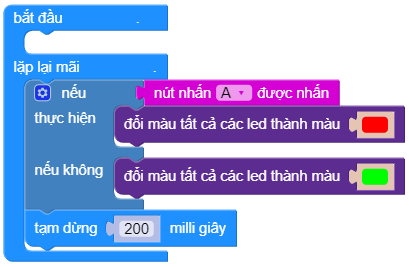 bắt đầu .
lặp lại mãi .
nếu nút nhấn A được nhấn
thực hiện đổi màu tất cả các led thành màu
nếu không đổi màu tất cả các led thành màu
tạm dừng 200 milli giây